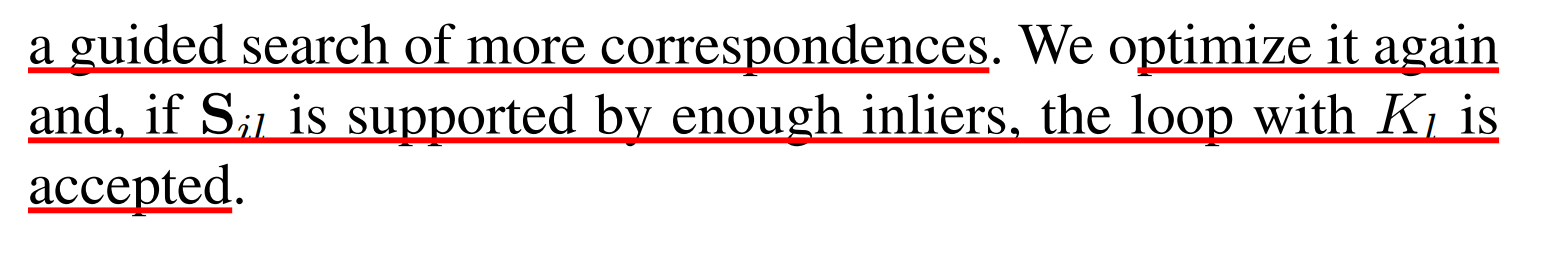 a guided search of more correspondences. We optimize it again
and, if S_il is supported by enough inliers, the loop with K_l is
accepted.